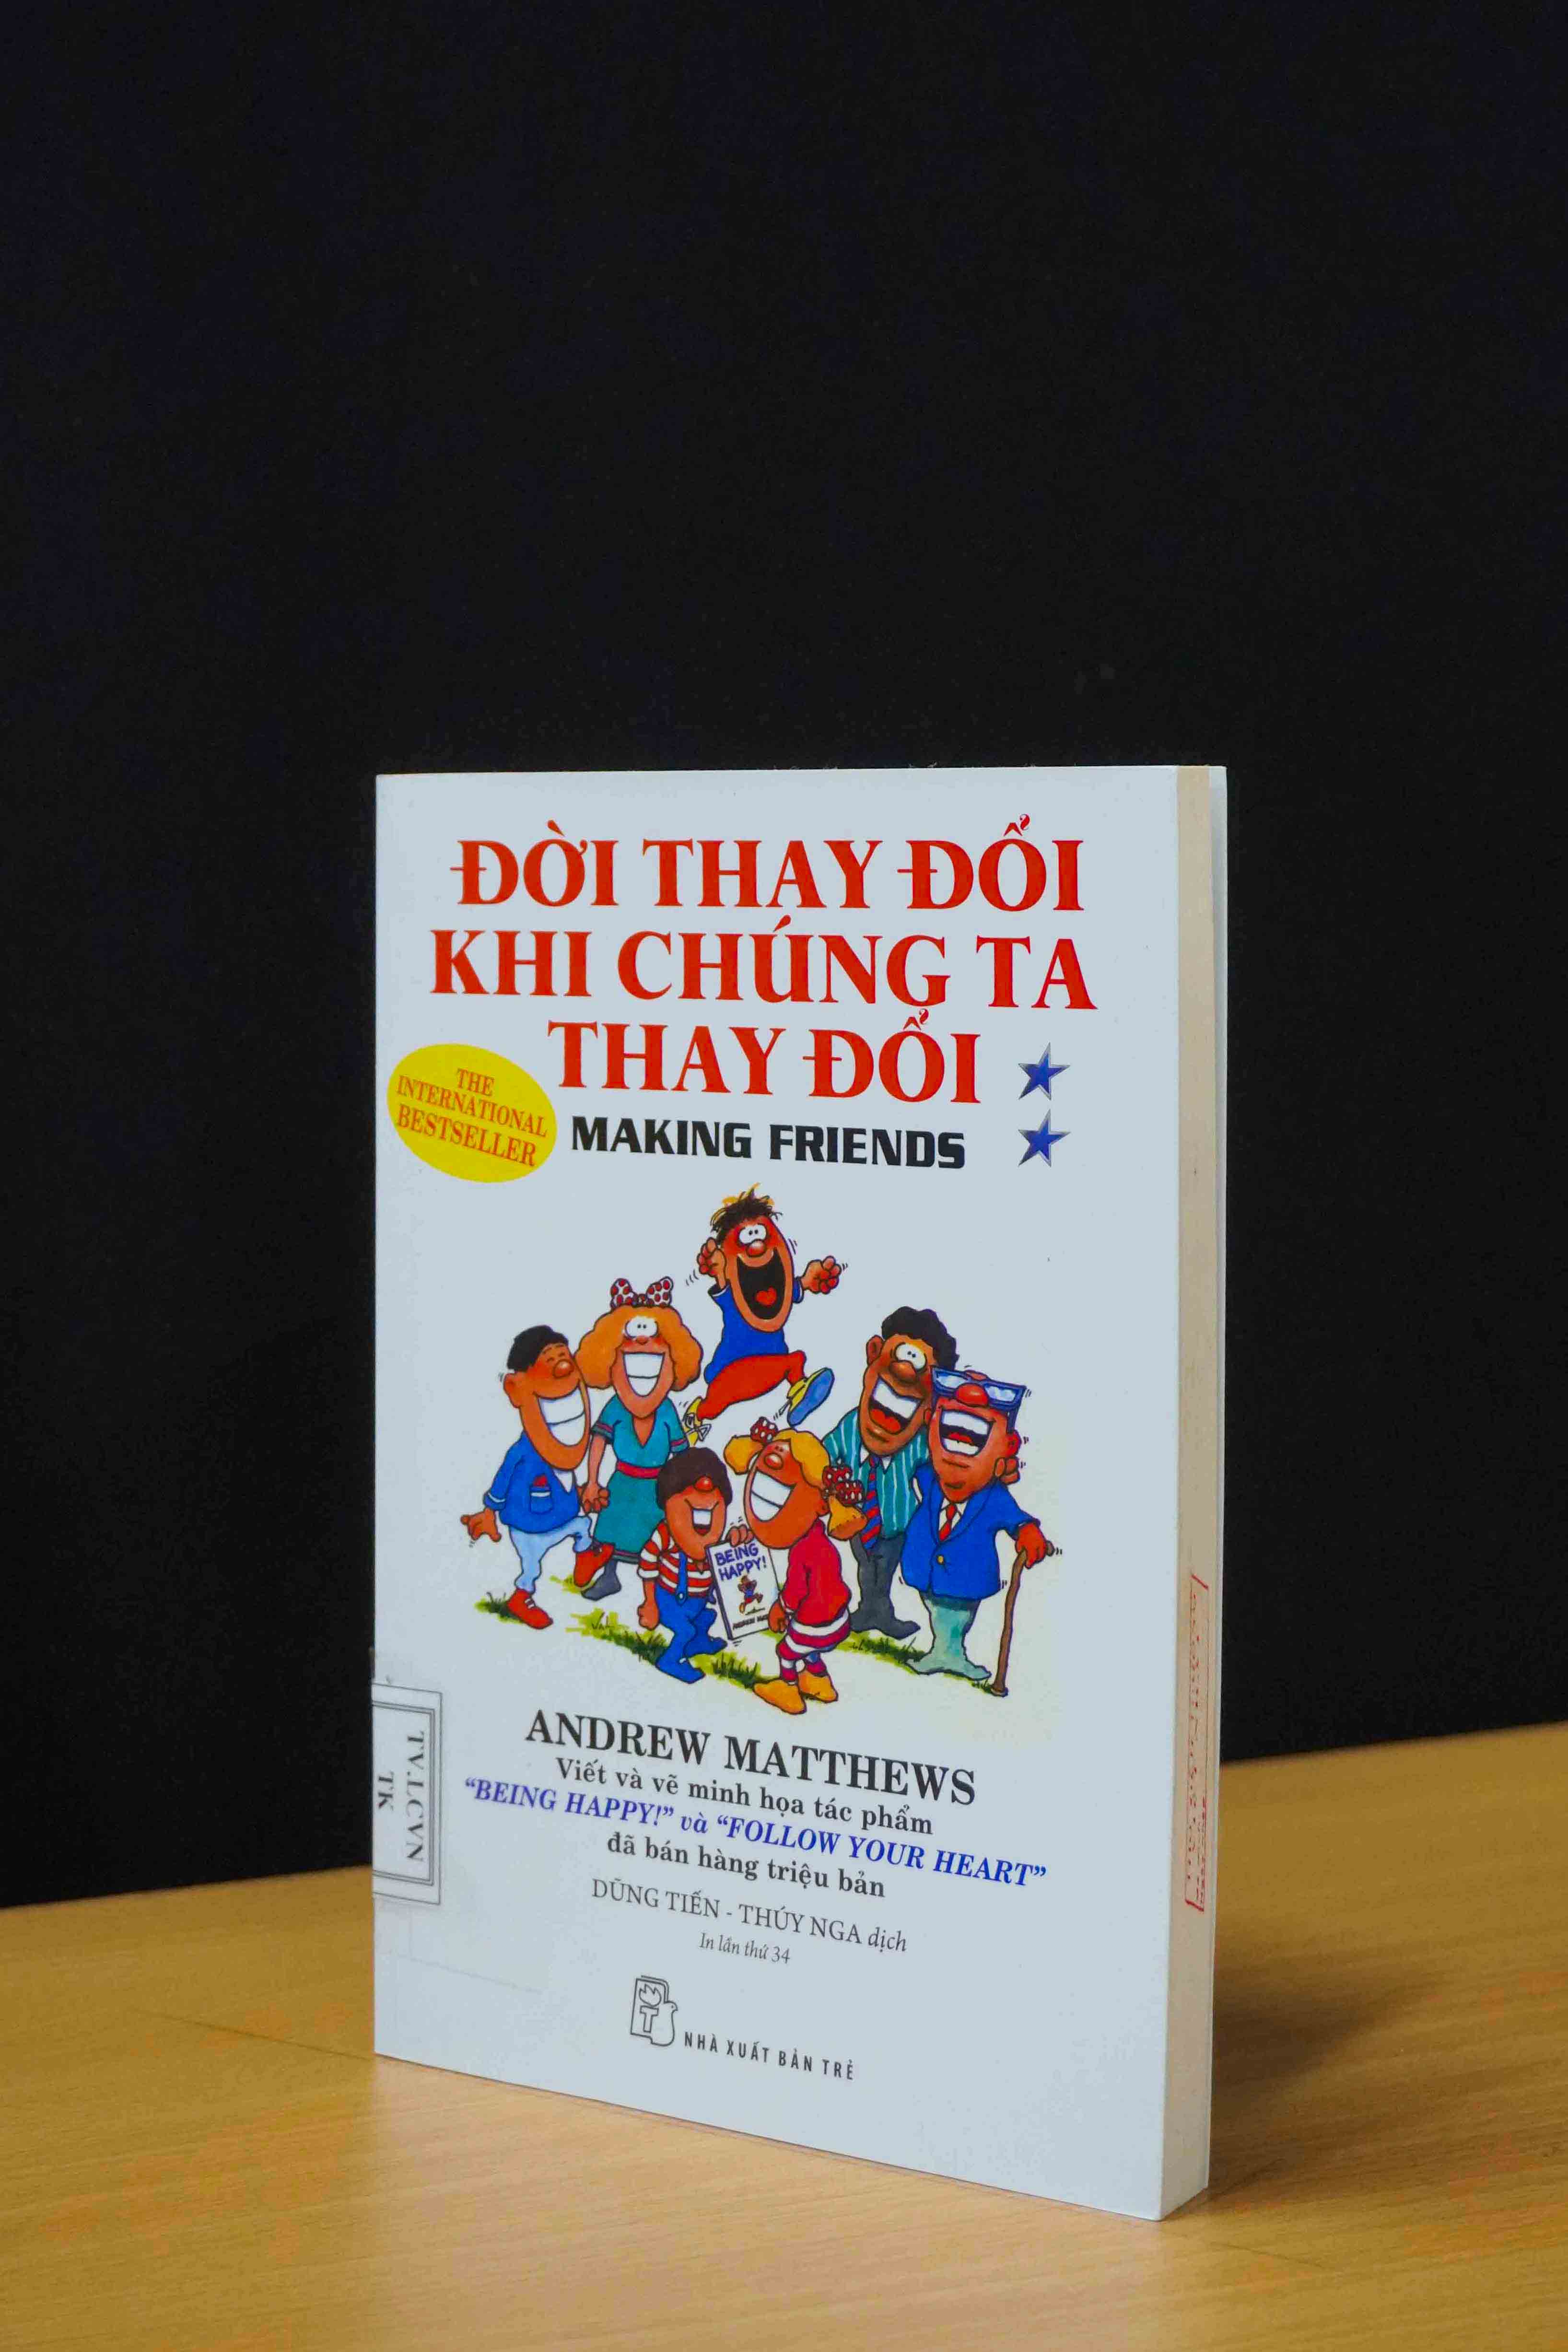 ĐỜI THAY ĐỔI
KHI CHÚNG TA
THAY ĐỔI
THE
INTERNATIONAL
BESTSELLER
MAKING FRIENDS
BEING
HAPPY!
ANDREW MATTHEWS
Viết và vẽ minh họa tác phẩm
“BEING HAPPY!” và “FOLLOW YOUR HEART”
đã bán hàng triệu bản
DŨNG TIẾN - THÚY NGA dịch
In lần thứ 34
T
NHÀ XUẤT BẢN TRẺ
TV.LCVN
TK